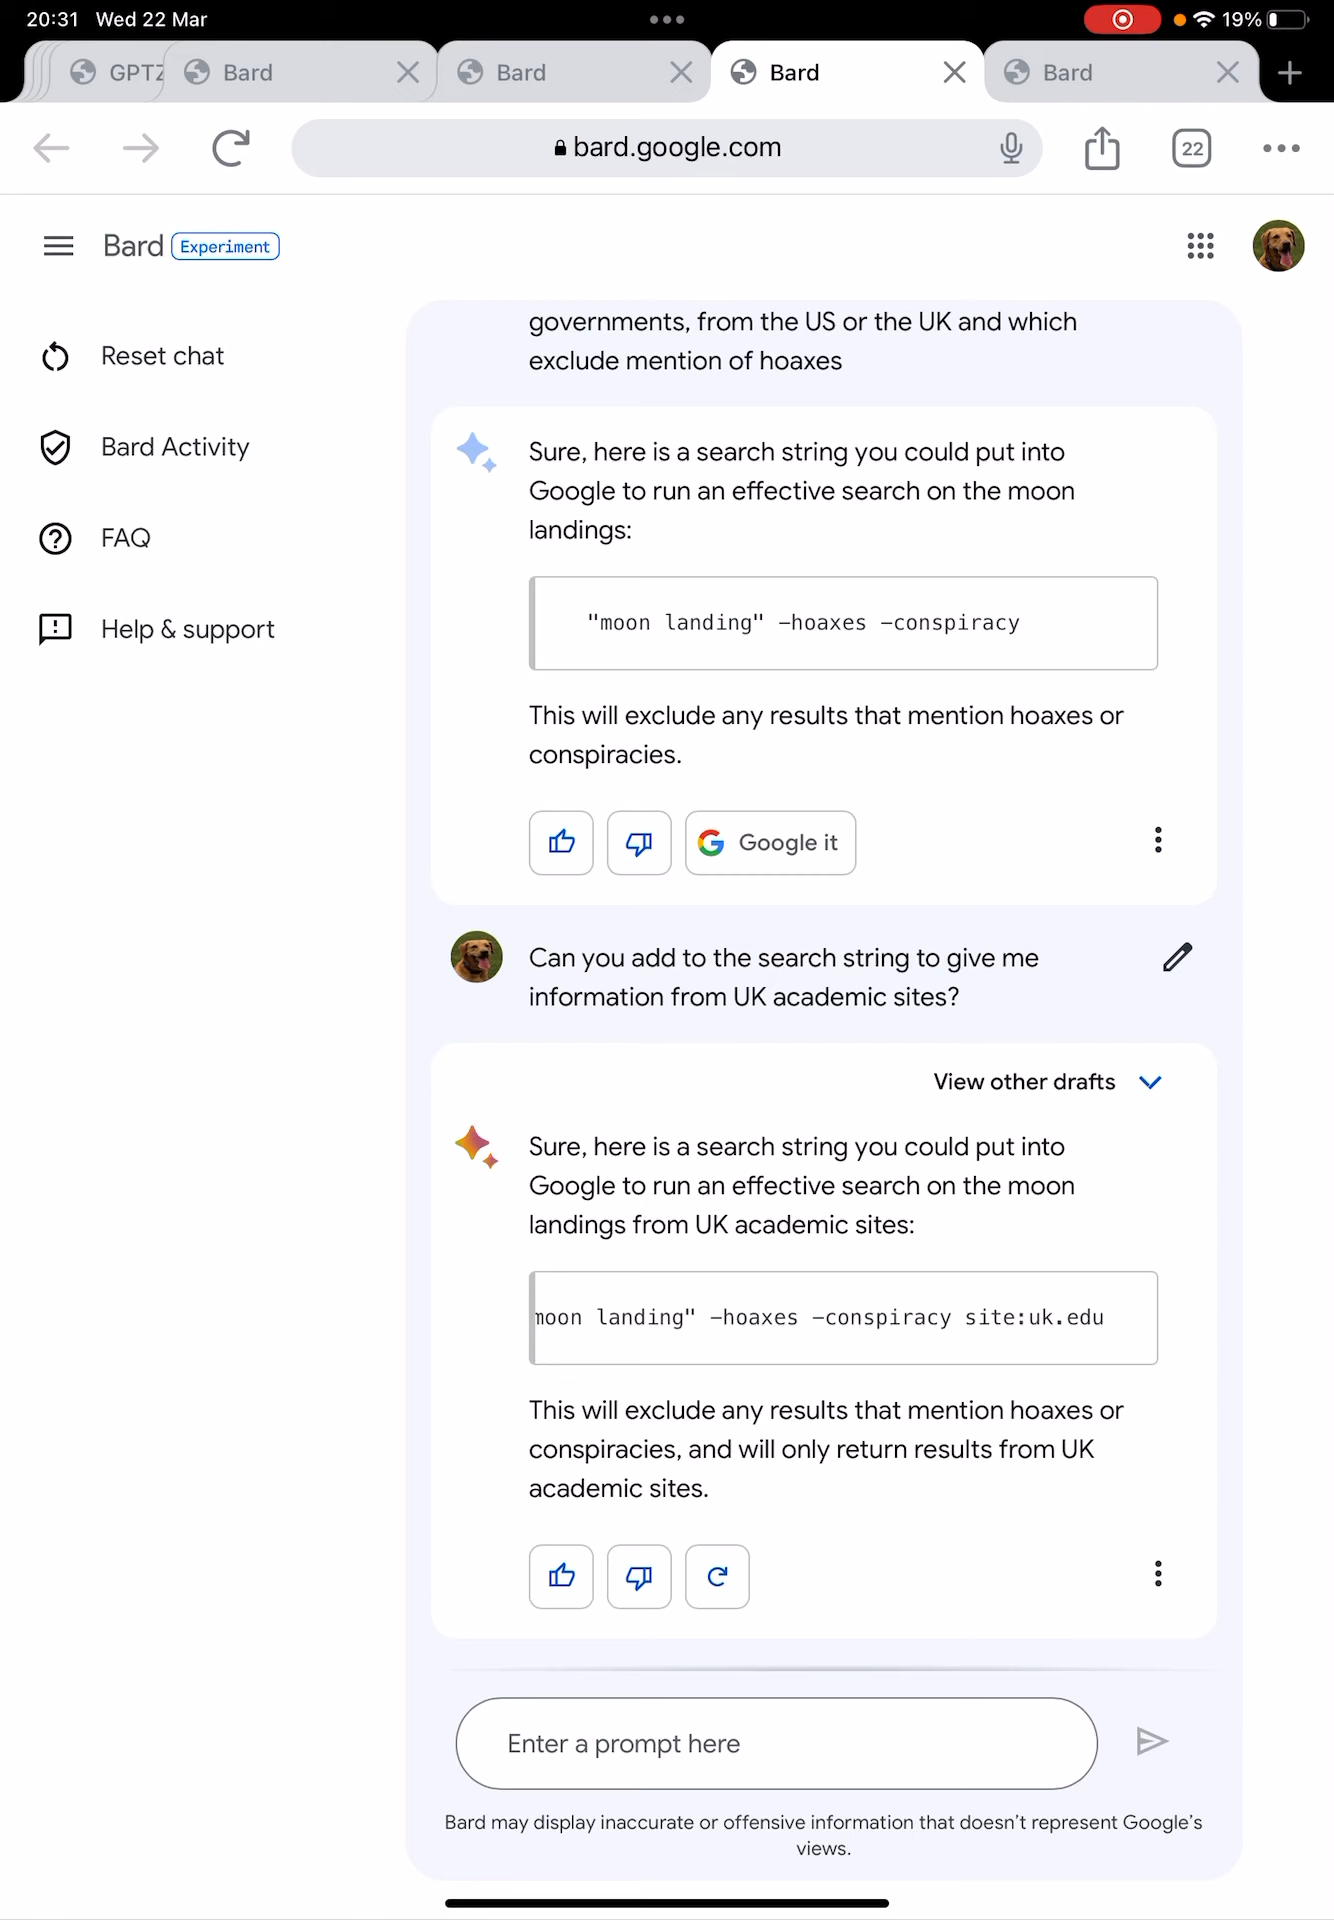 20:31 Wed 22 Mar
19%
GPTZ
Bard
Bard
Bard
Bard
bard.google.com
22
Bard Experiment
Reset chat
Bard Activity
FAQ
Help & support
governments, from the US or the UK and which
exclude mention of hoaxes
Sure, here is a search string you could put into
Google to run an effective search on the moon
landings:
"moon landing" -hoaxes -conspiracy
This will exclude any results that mention hoaxes or
conspiracies.
Google it
Can you add to the search string to give me
information from UK academic sites?
View other drafts
Sure, here is a search string you could put into
Google to run an effective search on the moon
landings from UK academic sites:
moon landing" -hoaxes -conspiracy site:uk.edu
This will exclude any results that mention hoaxes or
conspiracies, and will only return results from UK
academic sites.
Enter a prompt here
Bard may display inaccurate or offensive information that doesn't represent Google's
views.